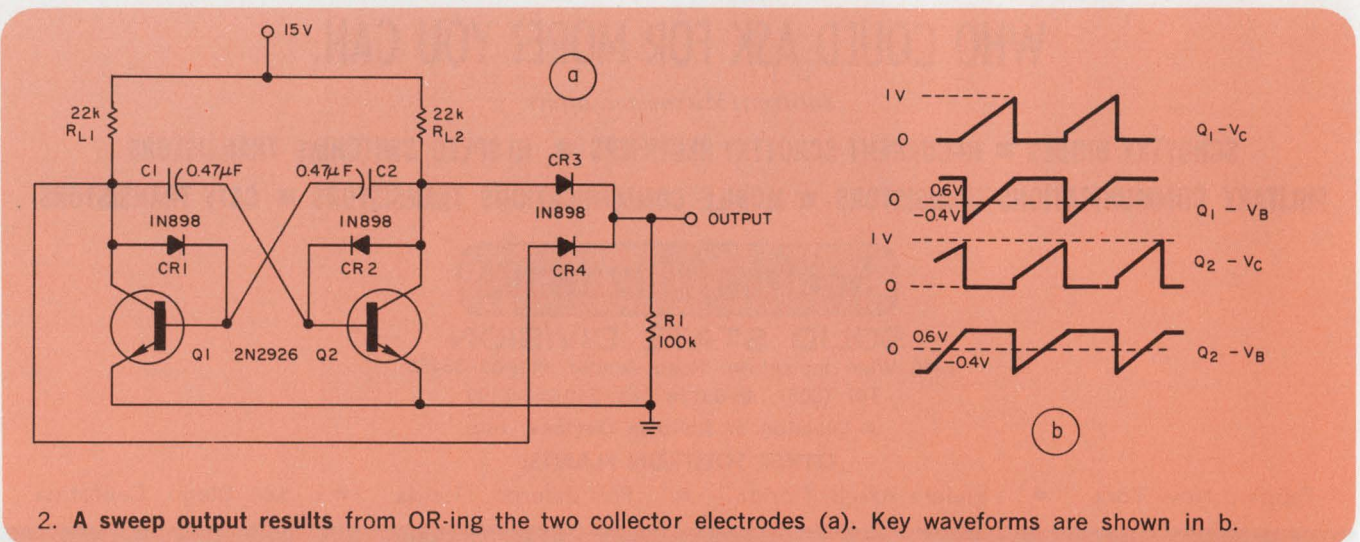 15V
a
22k
RL1
22k
RL2
C1
0.47µF
0.47µF
C2
CR3
1N898
1N898
1N898
OUTPUT
CR1
CR2
CR4
Q1
2N2926
Q2
R1
100k
1V
0
Q1-VC
0.6V
0
-0.4V
Q1 - VB
1V
0
Q2 - VC
0.6V
0
-0.4V
Q2 - VB
b
2. A sweep output results from OR-ing the two collector electrodes (a). Key waveforms are shown in b.